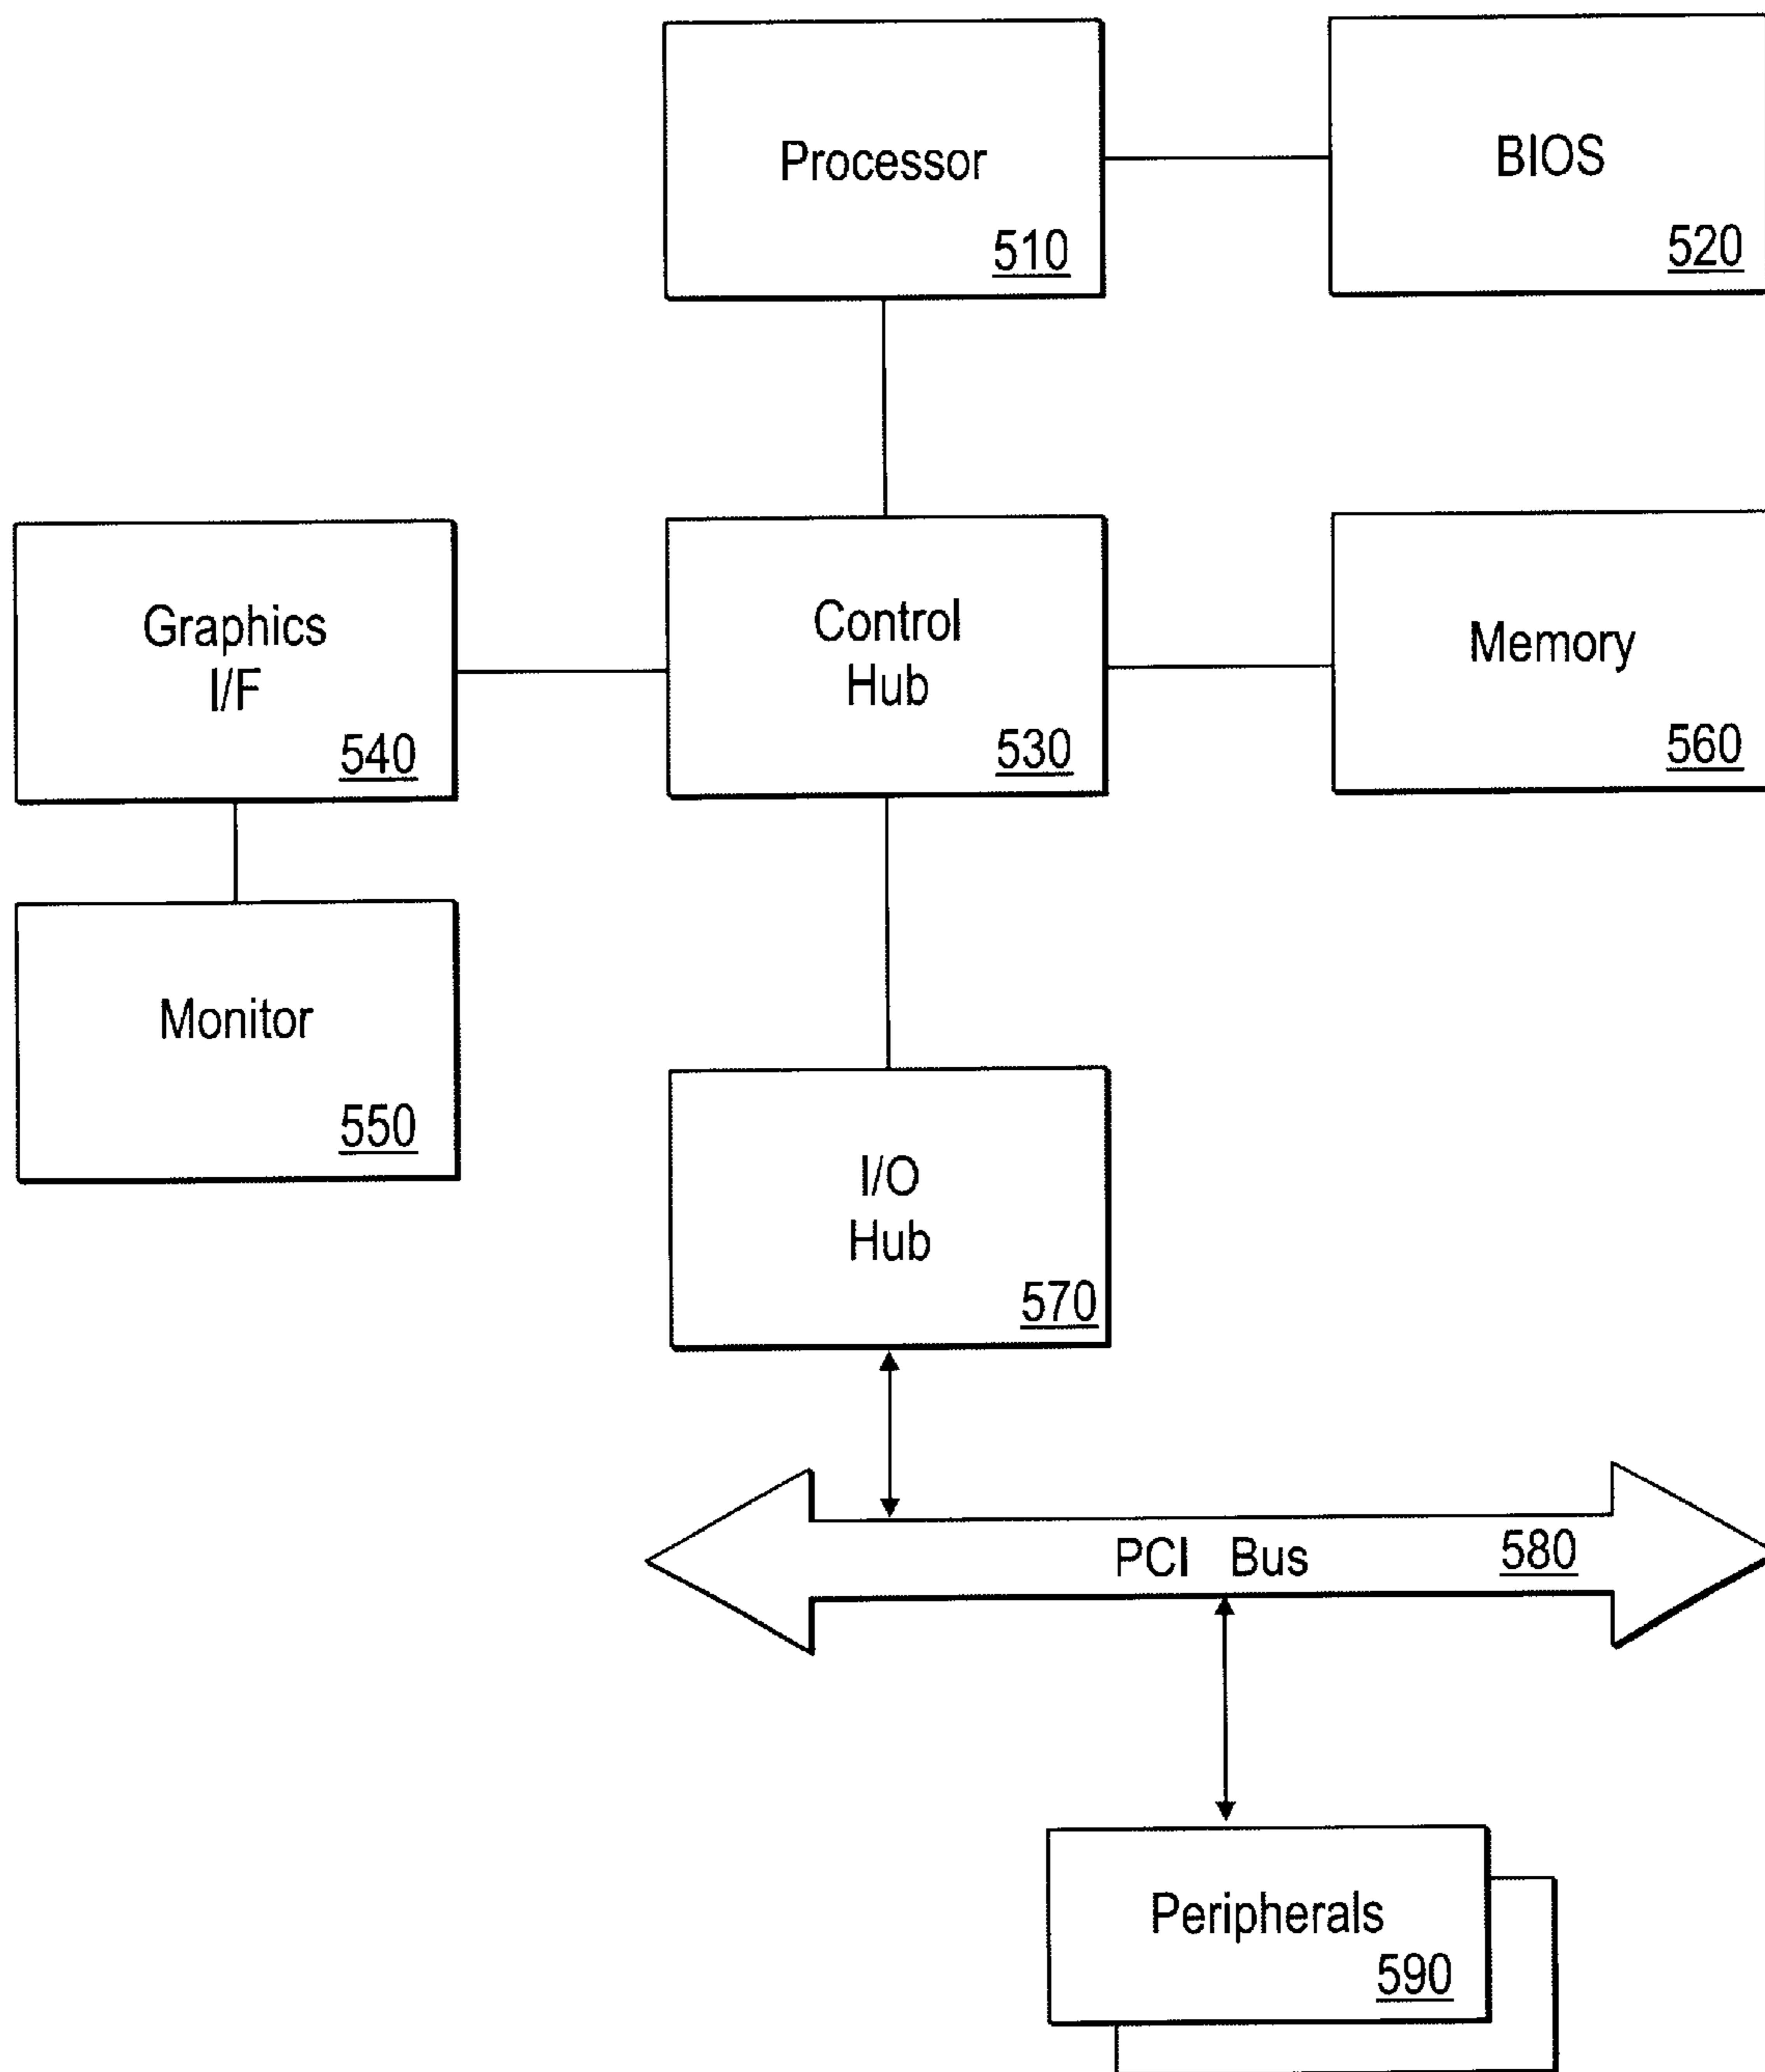 Processor
510
BIOS
520
Graphics
I/F
540
Control
Hub
530
Memory
560
Monitor
550
I/O
Hub
570
PCI Bus
580
Peripherals
590